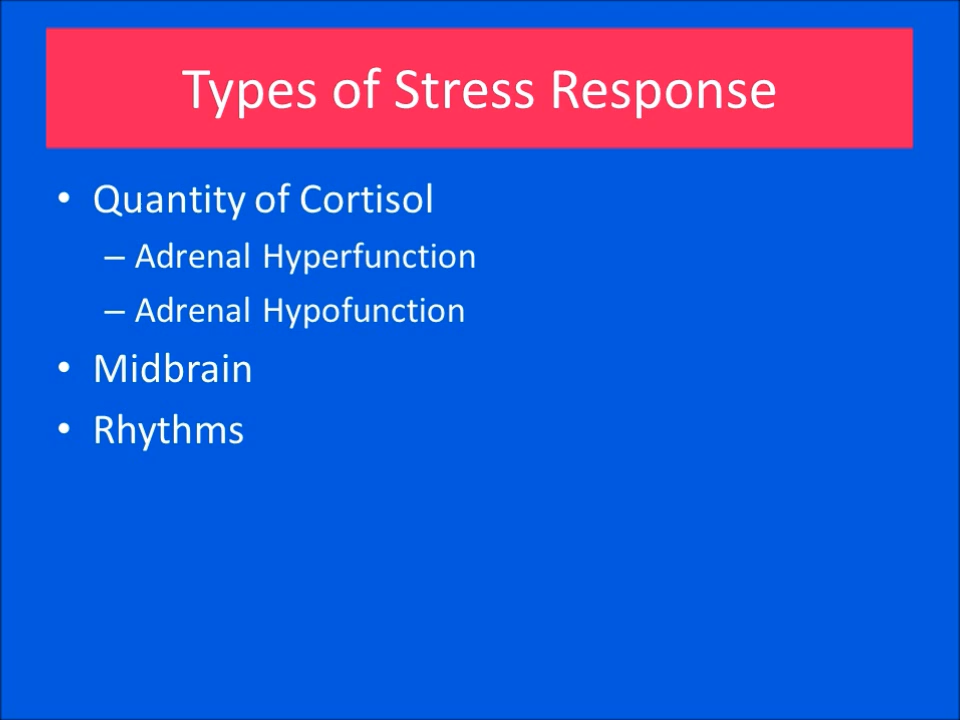 Types of Stress Response
• Quantity of Cortisol
– Adrenal Hyperfunction
– Adrenal Hypofunction
• Midbrain
• Rhythms